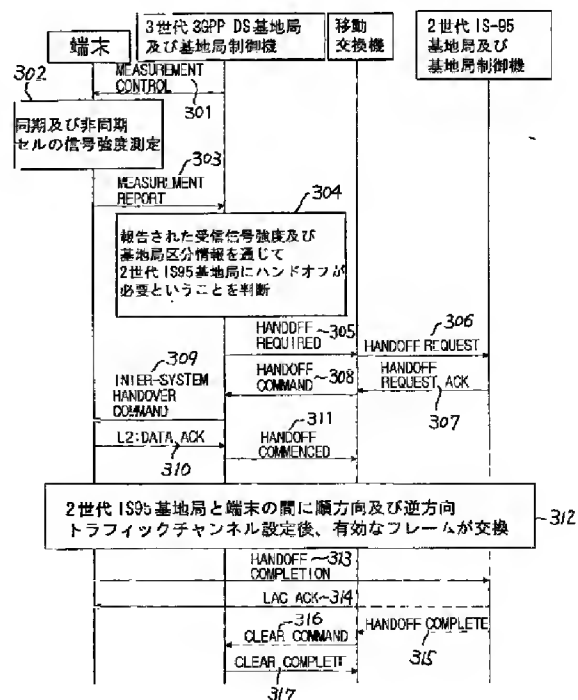 端末
3世代 3GPP DS基地局
及び基地局制御機
移動
交換機
2世代 IS-95
基地局及び
基地局制御機
302
MEASUREMENT
CONTROL
301
同期及び非同期
セルの信号強度測定
303
MEASUREMENT
REPORT
304
報告された受信信号強度及び
基地局区分情報を通じて
2世代 IS95 基地局にハンドオフが
必要ということを判断
HANDOFF
REQUIRED
305
306
HANDOFF REQUEST
309
INTER-SYSTEM
HANDOVER
COMMAND
HANDOFF
COMMAND
308
HANDOFF
REQUEST ACK
307
L2:DATA ACK
310
311
HANDOFF
COMMENCED
2世代 IS95基地局と端末の間に順方向及び逆方向
トラフィックチャンネル設定後、有効なフレームが交換
312
HANDOFF
COMPLETION
313
LAC ACK
314
316
CLEAR COMMAND
HANDOFF COMPLETE
315
CLEAR COMPLETE
317